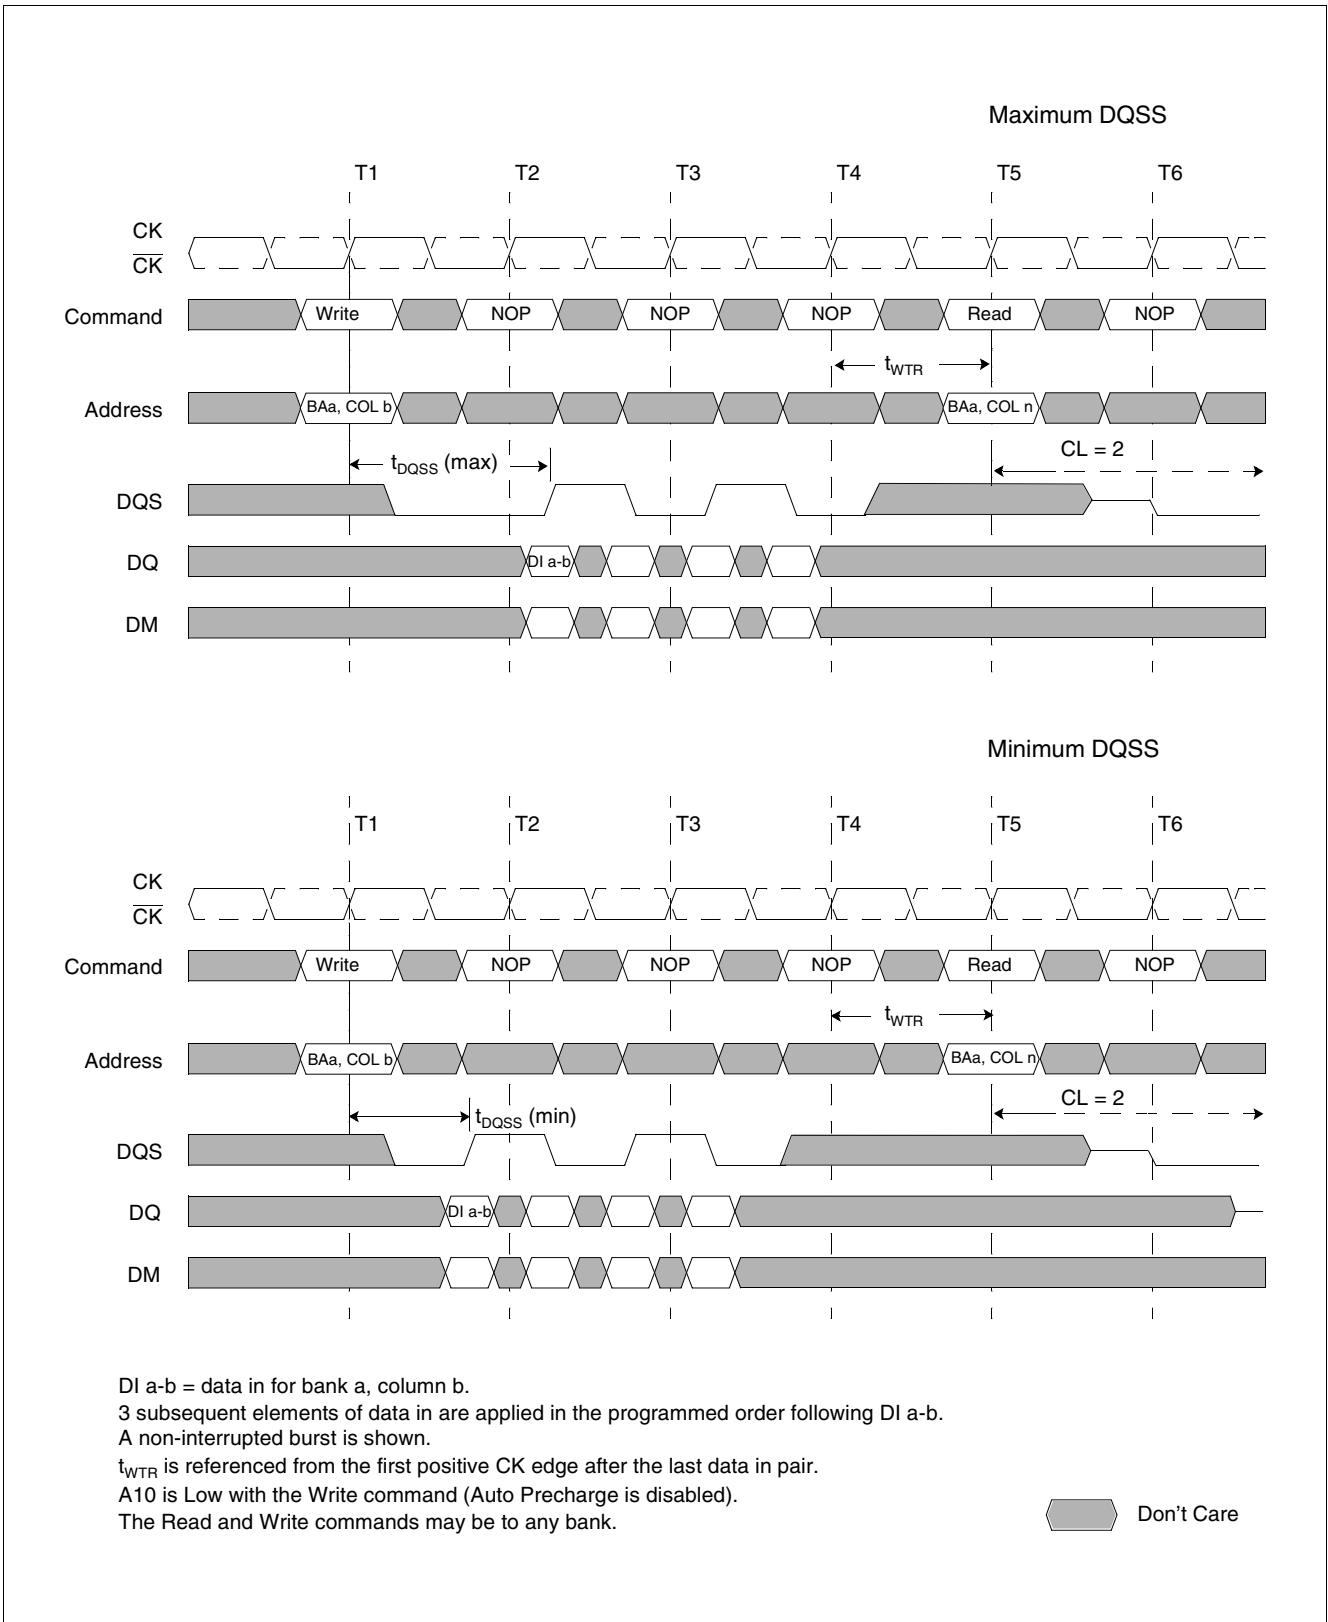 Maximum DQSS
T1 T2 T3 T4 T5 T6
CK
CK
Command Write NOP NOP NOP Read NOP
tWTR
Address BAa, COL b BAa, COL n
tDQSS (max) CL = 2
DQS
DQ DI a-b
DM
Minimum DQSS
T1 T2 T3 T4 T5 T6
CK
CK
Command Write NOP NOP NOP Read NOP
tWTR
Address BAa, COL b BAa, COL n
tDQSS (min) CL = 2
DQS
DQ DI a-b
DM
DI a-b = data in for bank a, column b.
3 subsequent elements of data in are applied in the programmed order following DI a-b.
A non-interrupted burst is shown.
tWTR is referenced from the first positive CK edge after the last data in pair.
A10 is Low with the Write command (Auto Precharge is disabled).
The Read and Write commands may be to any bank.
Don't Care